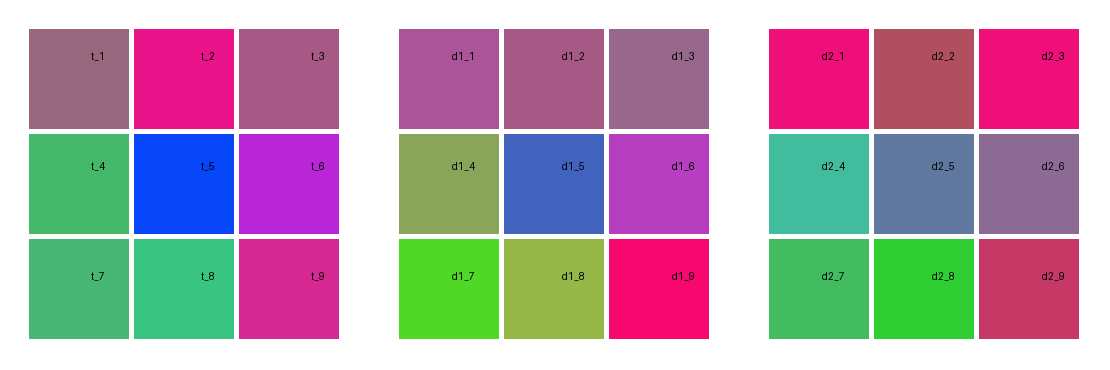 t_1 t_2 t_3 d1_1 d1_2 d1_3 d2_1 d2_2 d2_3
t_4 t_5 t_6 d1_4 d1_5 d1_6 d2_4 d2_5 d2_6
t_7 t_8 t_9 d1_7 d1_8 d1_9 d2_7 d2_8 d2_9